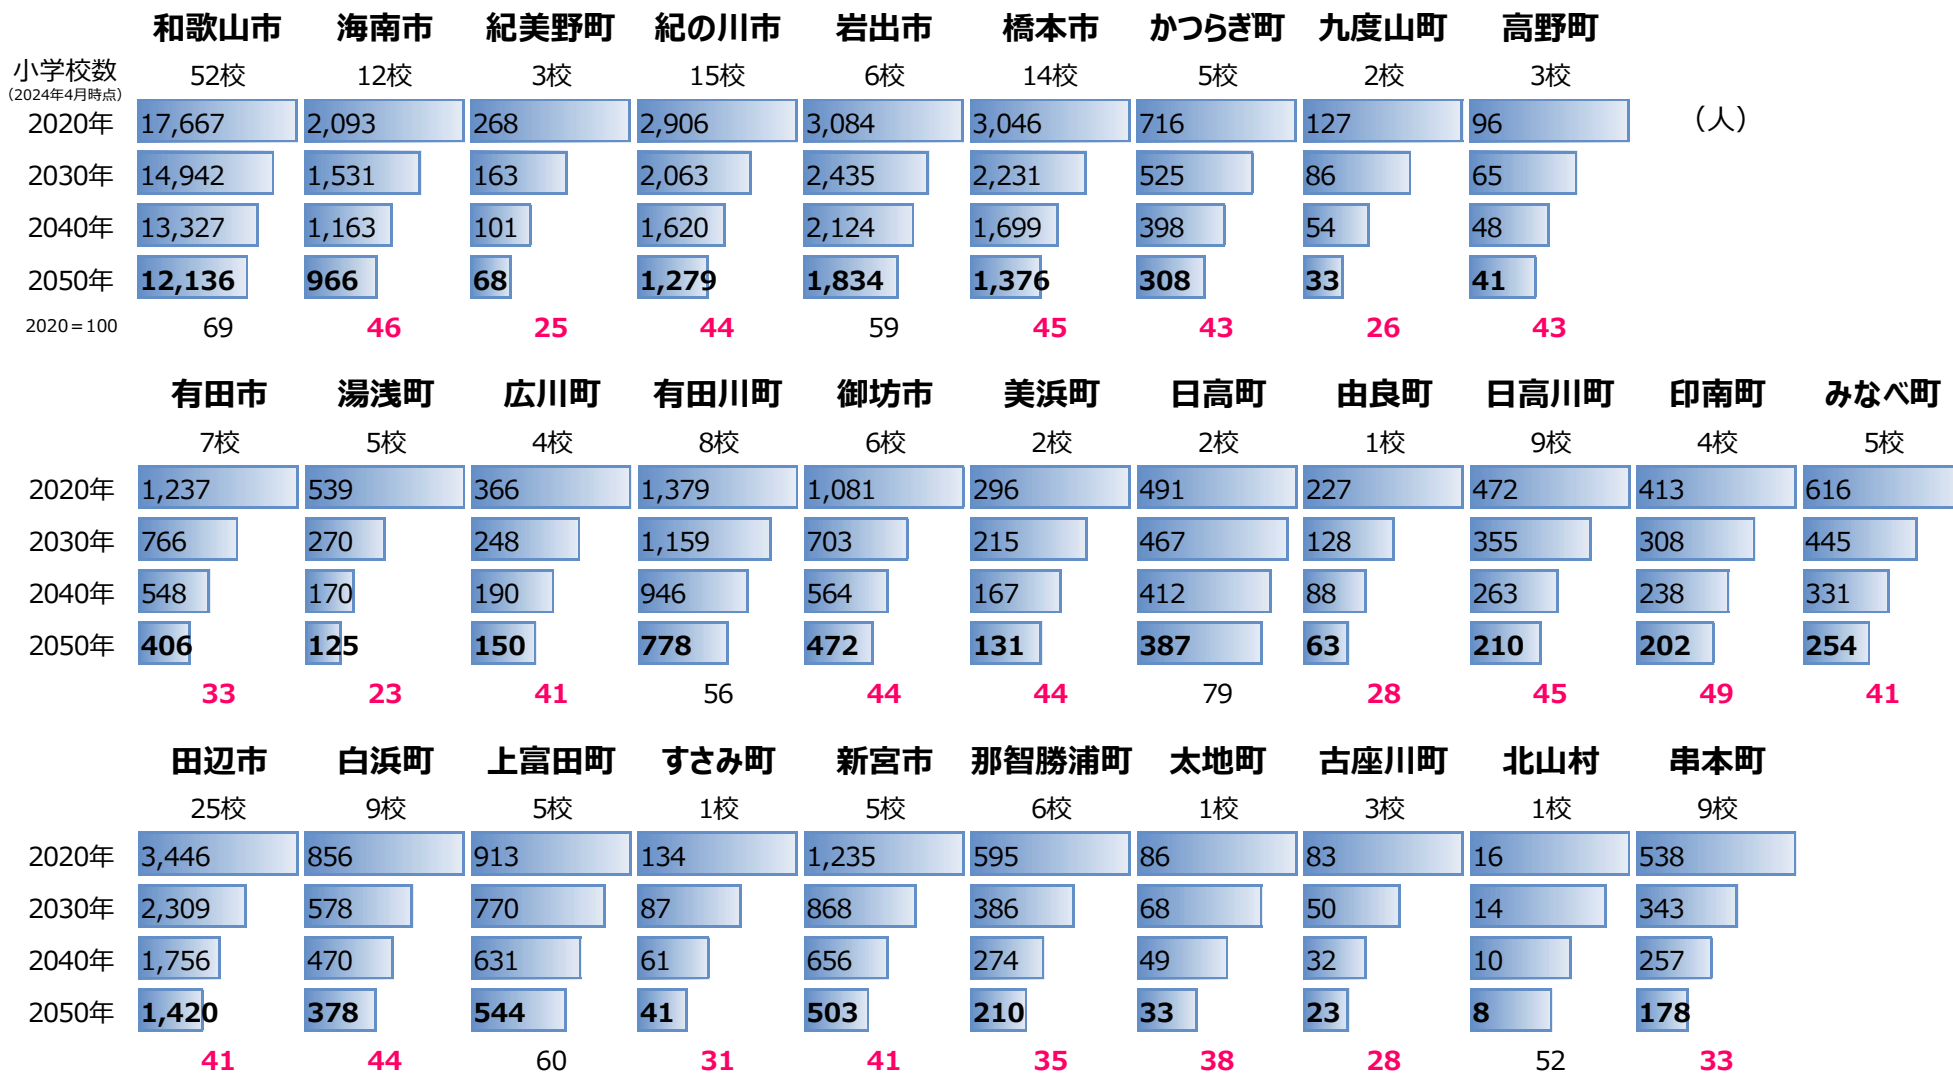 和歌山市 海南市 紀美野町 紀の川市 岩出市 橋本市 かつらぎ町 九度山町 高野町
小学校数 52校 12校 3校 15校 6校 14校 5校 2校 3校
（2024年4月時点）
2020年 17,667 2,093 268 2,906 3,084 3,046 716 127 96 （人）
2030年 14,942 1,531 163 2,063 2,435 2,231 525 86 65
2040年 13,327 1,163 101 1,620 2,124 1,699 398 54 48
2050年 12,136 966 68 1,279 1,834 1,376 308 33 41
2020＝100 69 46 25 44 59 45 43 26 43
有田市 湯浅町 広川町 有田川町 御坊市 美浜町 日高町 由良町 日高川町 印南町 みなべ町
7校 5校 4校 8校 6校 2校 2校 1校 9校 4校 5校
2020年 1,237 539 366 1,379 1,081 296 491 227 472 413 616
2030年 766 270 248 1,159 703 215 467 128 355 308 445
2040年 548 170 190 946 564 167 412 88 263 238 331
2050年 406 125 150 778 472 131 387 63 210 202 254
33 23 41 56 44 44 79 28 45 49 41
田辺市 白浜町 上富田町 すさみ町 新宮市 那智勝浦町 太地町 古座川町 北山村 串本町
25校 9校 5校 1校 5校 6校 1校 3校 1校 9校
2020年 3,446 856 913 134 1,235 595 86 83 16 538
2030年 2,309 578 770 87 868 386 68 50 14 343
2040年 1,756 470 631 61 656 274 49 32 10 257
2050年 1,420 378 544 41 503 210 33 23 8 178
41 44 60 31 41 35 38 28 52 33